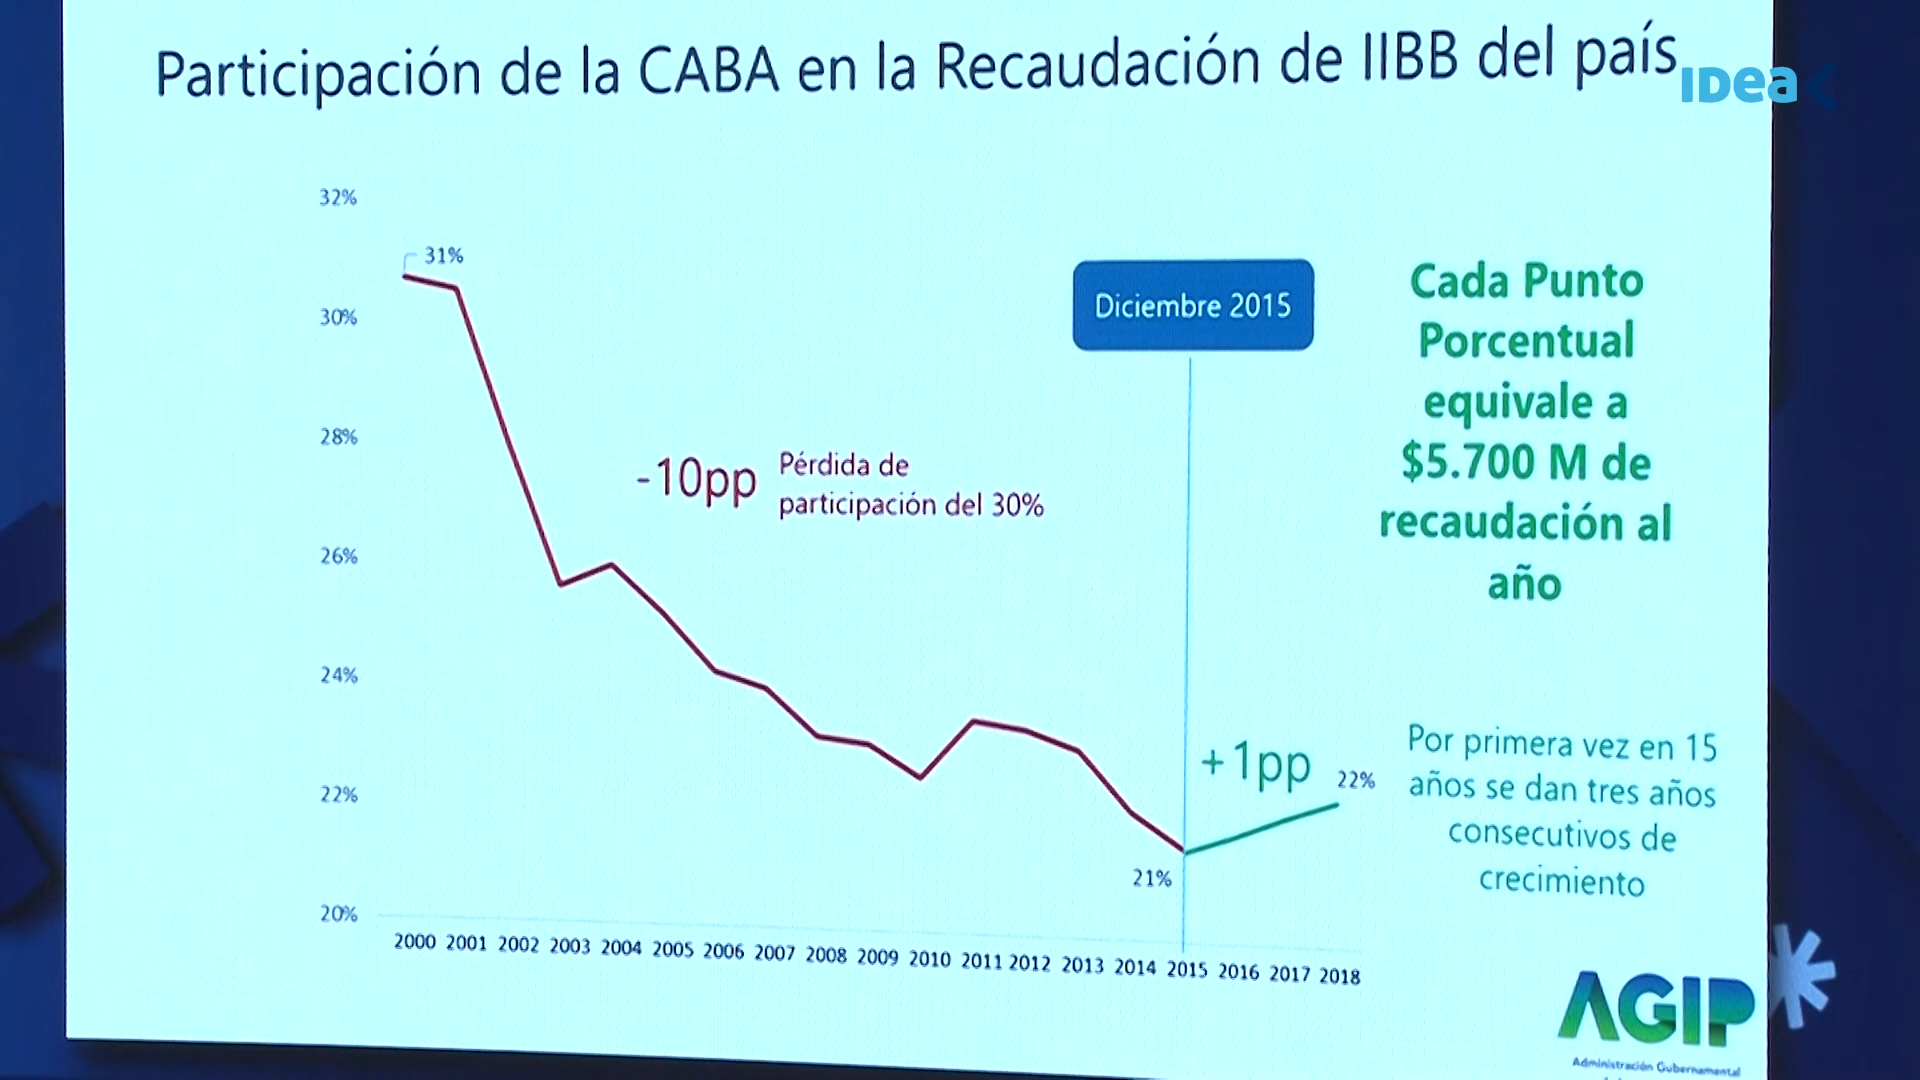 Participación de la CABA en la Recaudación de IIBB del país
IDea
32%
31%
30%
28%
26%
24%
22%
20%
Diciembre 2015
-10pp
Pérdida de
participación del 30%
+1pp
22%
21%
2000 2001 2002 2003 2004 2005 2006 2007 2008 2009 2010 2011 2012 2013 2014 2015 2016 2017 2018
Cada Punto
Porcentual
equivale a
$5.700 M de
recaudación al
año
Por primera vez en 15
años se dan tres años
consecutivos de
crecimiento
AGIP
Administración Gubernamental